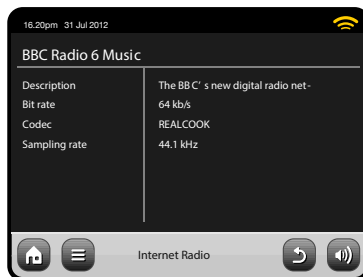 16.20pm 31 Jul 2012
BBC Radio 6 Music
Description The BB C' s new digital radio net-
Bit rate 64 kb/s
Codec REALCOOK
Sampling rate 44.1 kHz
Internet Radio